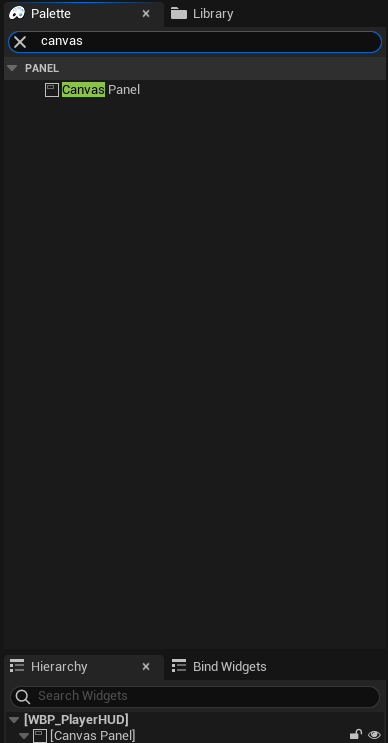 Palette
Library
canvas
PANEL
Canvas Panel
Hierarchy
Bind Widgets
Search Widgets
[WBP_PlayerHUD]
[Canvas Panel]